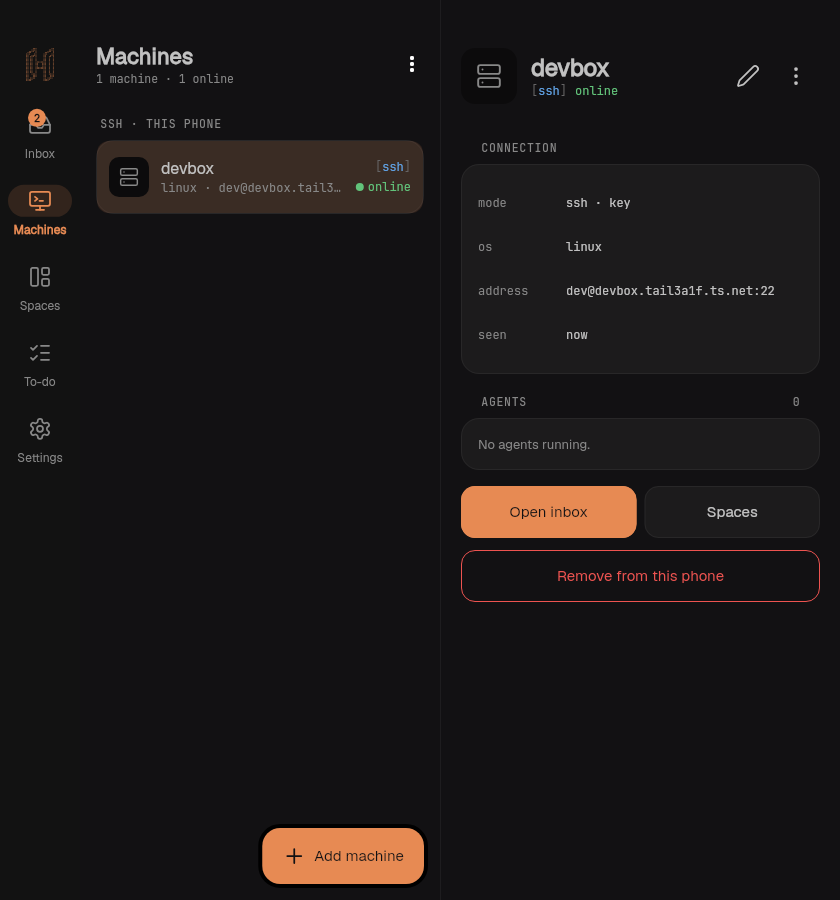 2
Inbox
Machines
Spaces
To-do
Settings
Machines
1 machine · 1 online
SSH · THIS PHONE
devbox
[ssh]
linux · dev@devbox.tail3…
online
Add machine
devbox
[ssh] online
CONNECTION
mode ssh · key
os linux
address dev@devbox.tail3a1f.ts.net:22
seen now
AGENTS 0
No agents running.
Open inbox
Spaces
Remove from this phone